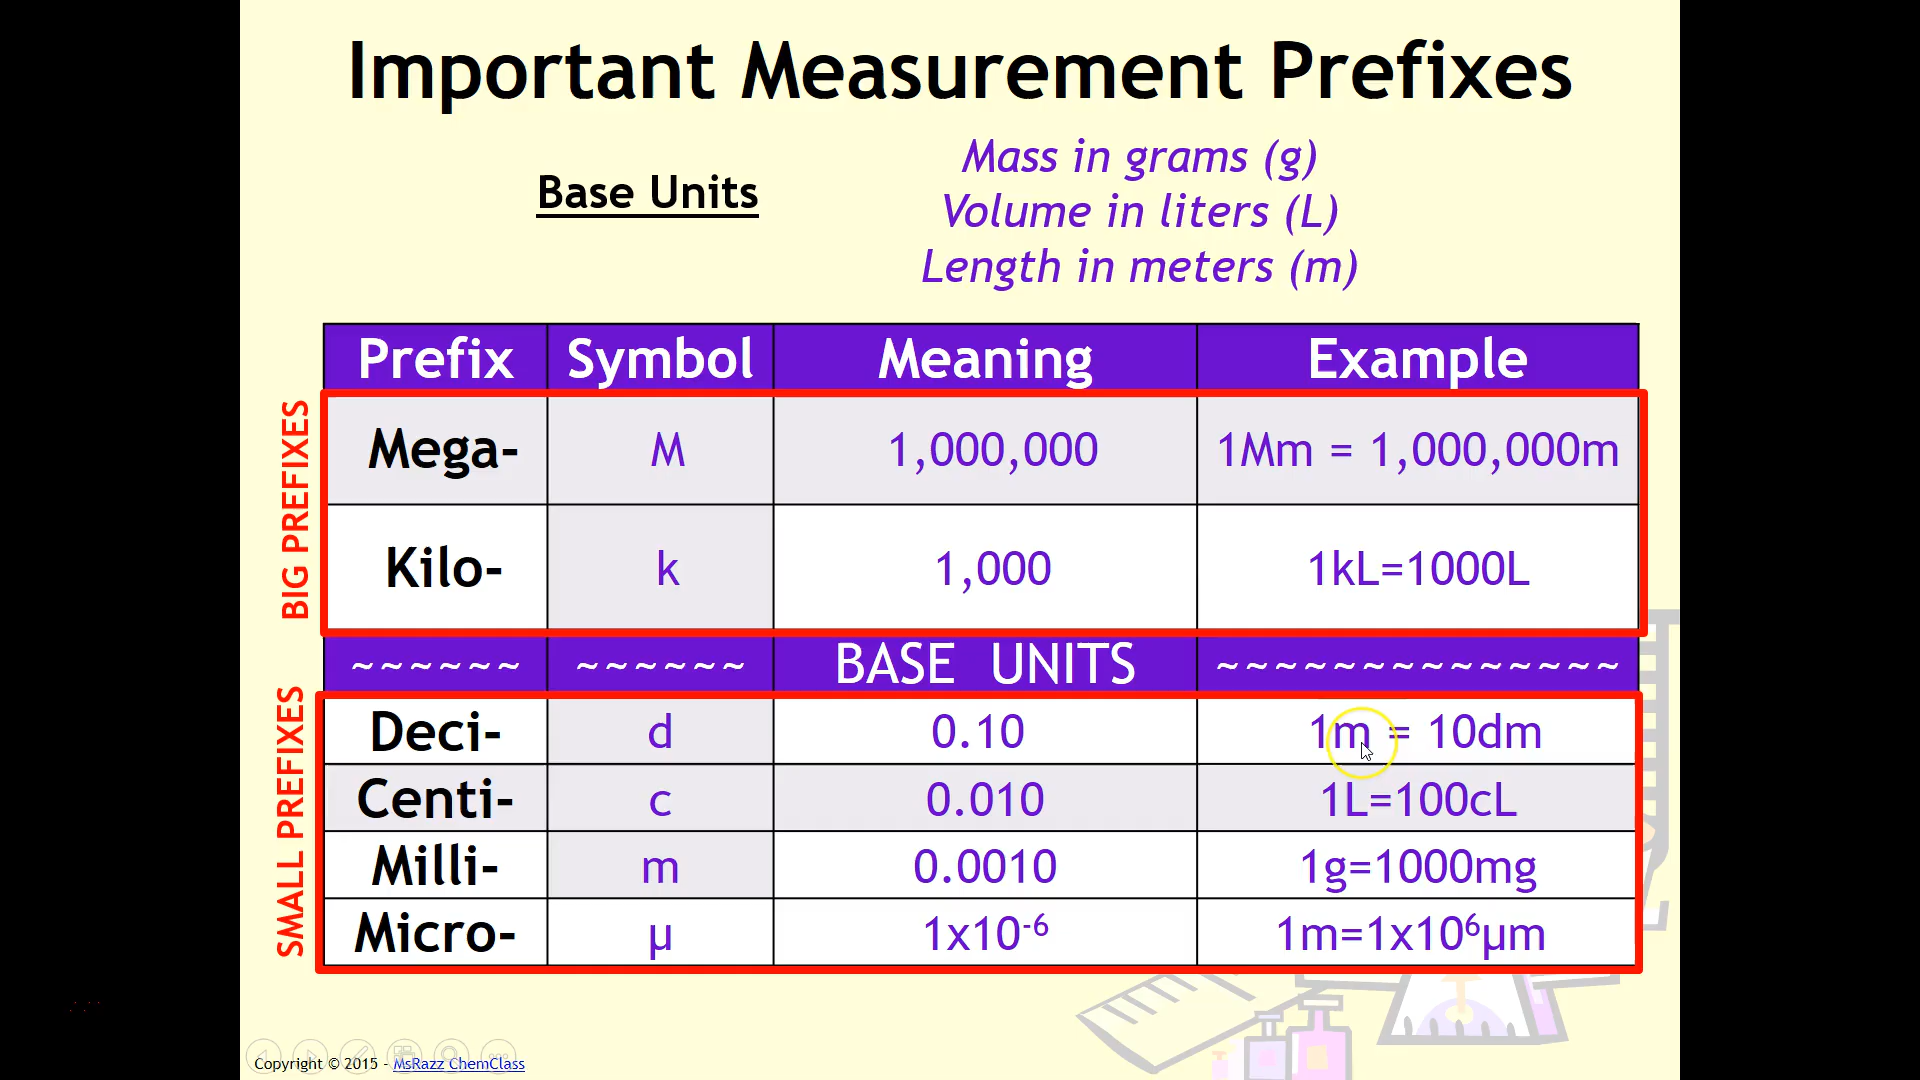 Important Measurement Prefixes
Base Units
Mass in grams (g)
Volume in liters (L)
Length in meters (m)
Prefix Symbol Meaning Example
BIG PREFIXES
Mega- M 1,000,000 1Mm = 1,000,000m
Kilo- k 1,000 1kL=1000L
~~~~~~ ~~~~~~ BASE UNITS ~~~~~~~~~~~~~~
SMALL PREFIXES
Deci- d 0.10 1m = 10dm
Centi- c 0.010 1L=100cL
Milli- m 0.0010 1g=1000mg
Micro- µ 1x10⁻⁶ 1m=1x10⁶µm
Copyright © 2015 - MsRazz ChemClass